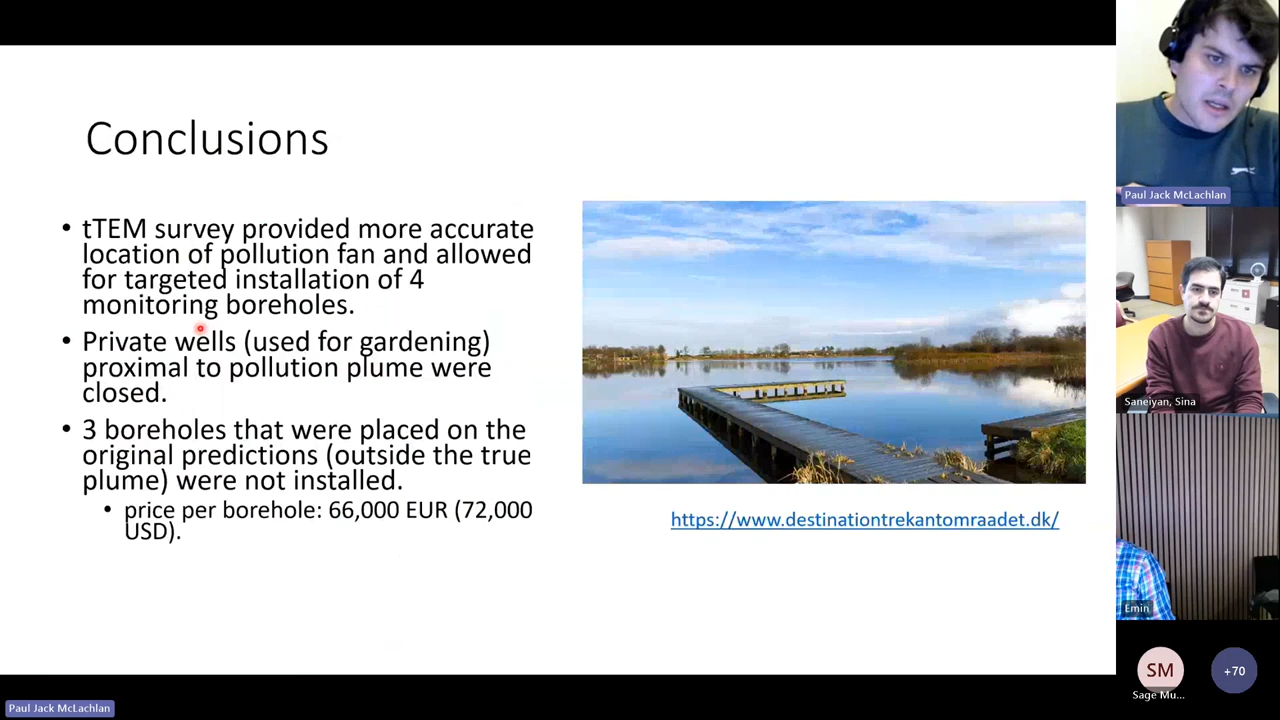 Conclusions
• tTEM survey provided more accurate
location of pollution fan and allowed
for targeted installation of 4
monitoring boreholes.
• Private wells (used for gardening)
proximal to pollution plume were
closed.
• 3 boreholes that were placed on the
original predictions (outside the true
plume) were not installed.
• price per borehole: 66,000 EUR (72,000
USD).
https://www.destinationtrekantomraadet.dk/
Paul Jack McLachlan
Saneiyan, Sina
Emin
SM
Sage Mu...
+70
Paul Jack McLachlan